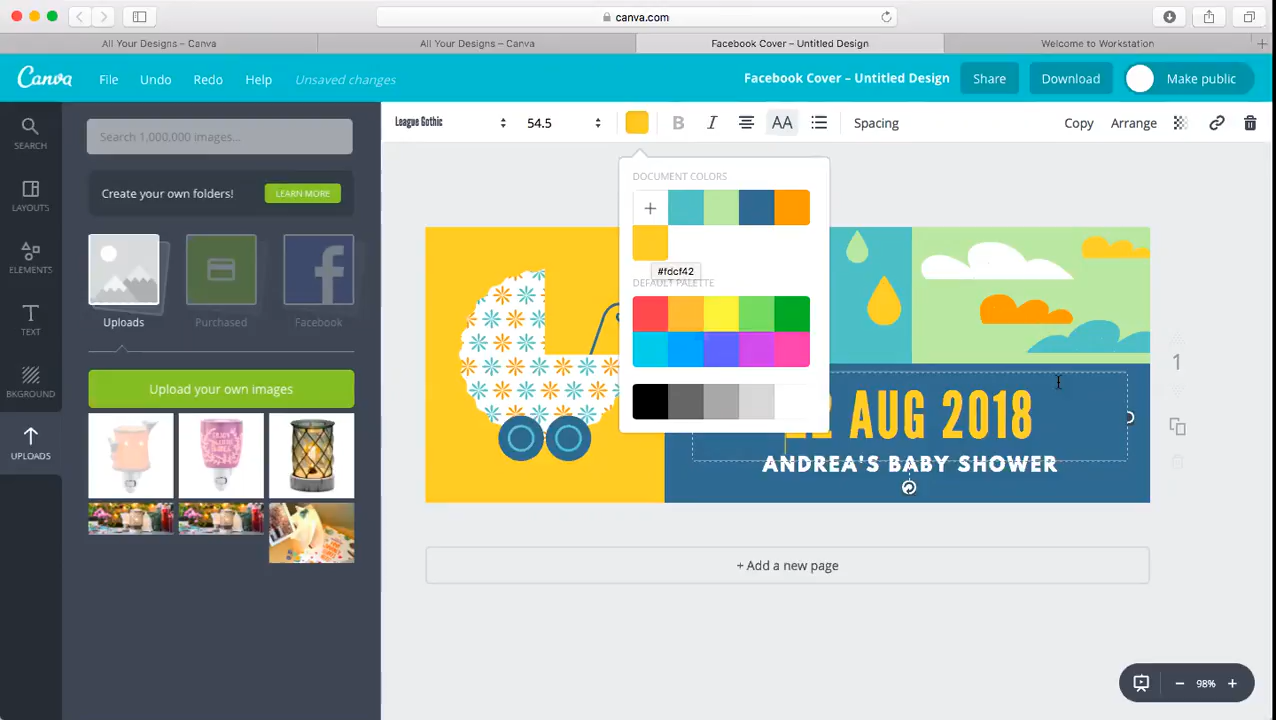 canva.com
All Your Designs – Canva
All Your Designs – Canva
Facebook Cover – Untitled Design
Welcome to Workstation
Canva
File
Undo
Redo
Help
Unsaved changes
Facebook Cover – Untitled Design
Share
Download
Make public
SEARCH
LAYOUTS
ELEMENTS
TEXT
BKGROUND
UPLOADS
Search 1,000,000 images...
Create your own folders!
LEARN MORE
Uploads
Purchased
Facebook
Upload your own images
League Gothic
54.5
B
I
AA
Spacing
Copy
Arrange
DOCUMENT COLORS
#fdcf42
DEFAULT PALETTE
AUG 2018
ANDREA'S BABY SHOWER
1
+ Add a new page
98%